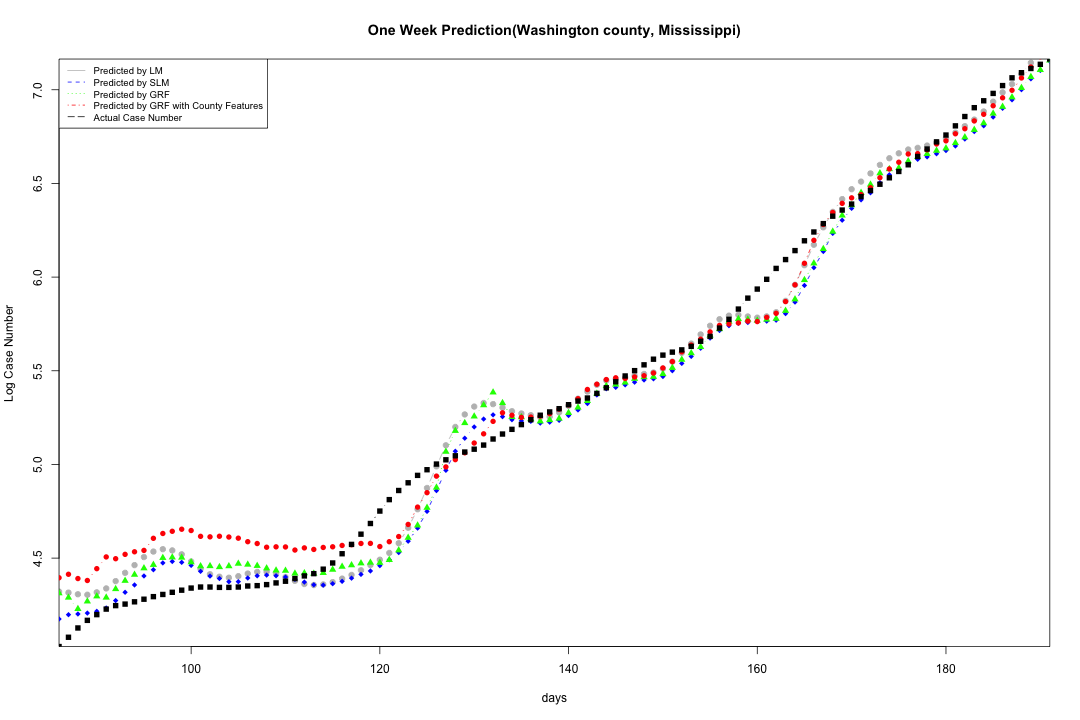 One Week Prediction(Washington county, Mississippi)
Predicted by LM
Predicted by SLM
Predicted by GRF
Predicted by GRF with County Features
Actual Case Number
7.0
6.5
6.0
5.5
5.0
4.5
Log Case Number
100 120 140 160 180
days